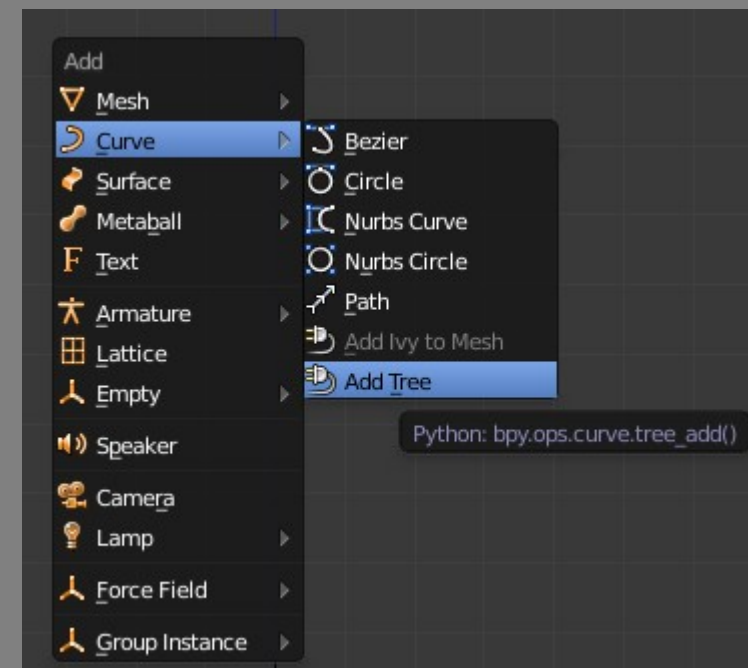 Add
Mesh
Curve
Surface
Metaball
Text
Armature
Lattice
Empty
Speaker
Camera
Lamp
Force Field
Group Instance
Bezier
Circle
Nurbs Curve
Nurbs Circle
Path
Add Ivy to Mesh
Add Tree
Python: bpy.ops.curve.tree_add()